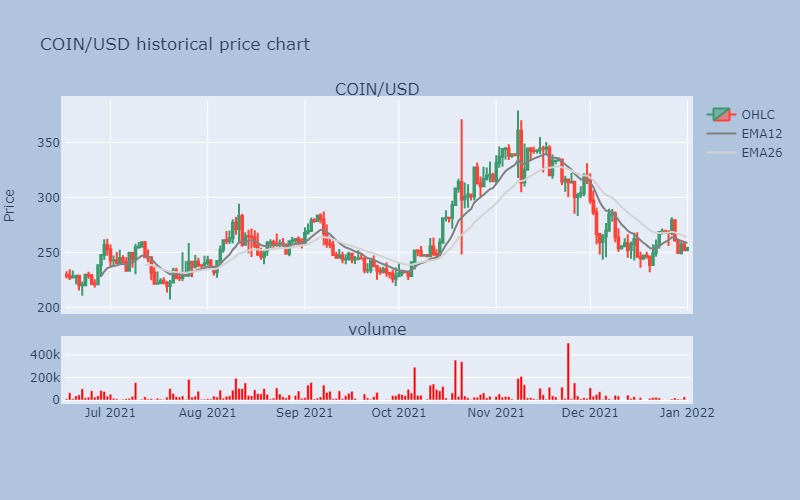 COIN/USD historical price chart
COIN/USD
OHLC
EMA12
EMA26
Price
350
300
250
200
volume
400k
200k
0
Jul 2021
Aug 2021
Sep 2021
Oct 2021
Nov 2021
Dec 2021
Jan 2022